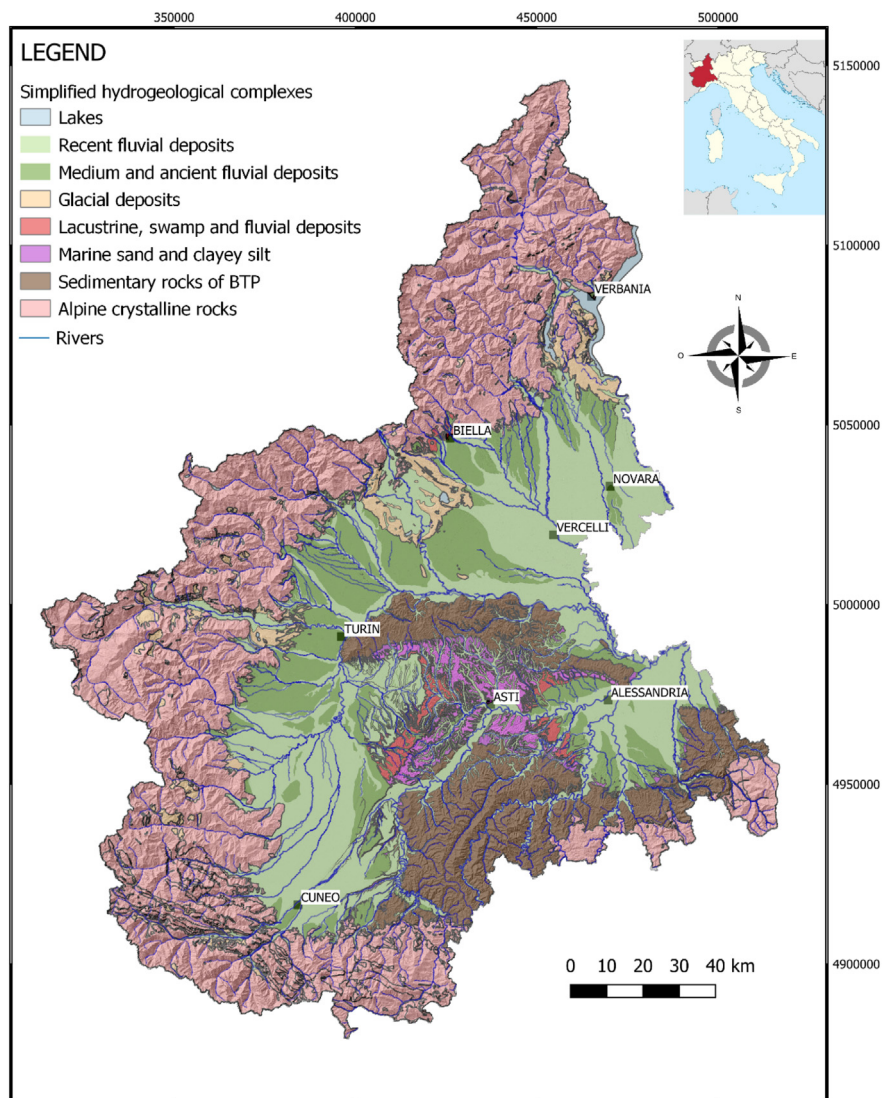 350000 400000 450000 500000
LEGEND
Simplified hydrogeological complexes
Lakes
Recent fluvial deposits
Medium and ancient fluvial deposits
Glacial deposits
Lacustrine, swamp and fluvial deposits
Marine sand and clayey silt
Sedimentary rocks of BTP
Alpine crystalline rocks
Rivers
5150000
5100000
VERBANIA
N
O E
S
5050000
BIELLA
NOVARA
VERCELLI
5000000
TURIN
ASTI
ALESSANDRIA
4950000
CUNEO
0 10 20 30 40 km
4900000